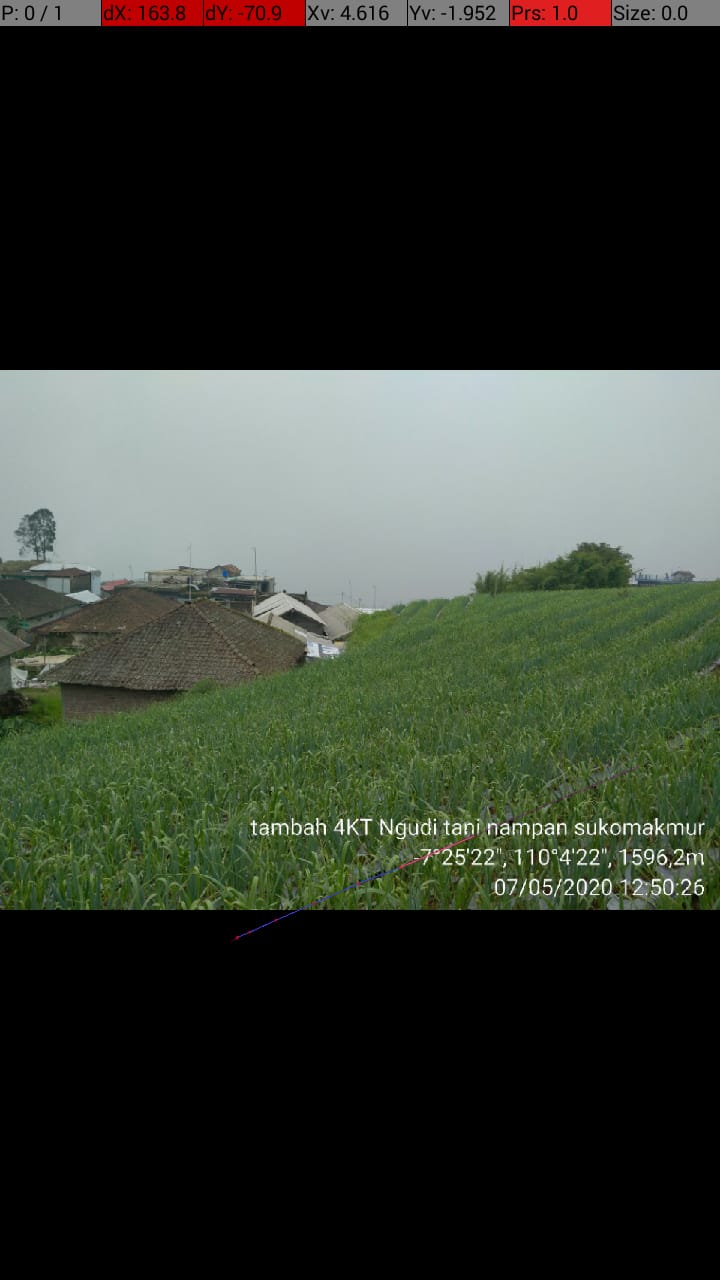 P: 0 / 1 dX: 163.8 dY: -70.9 Xv: 4.616 Yv: -1.952 Prs: 1.0 Size: 0.0
tambah 4KT Ngudi tani nampan sukomakmur
-7°25'22", 110°4'22", 1596,2m
07/05/2020 12:50:26